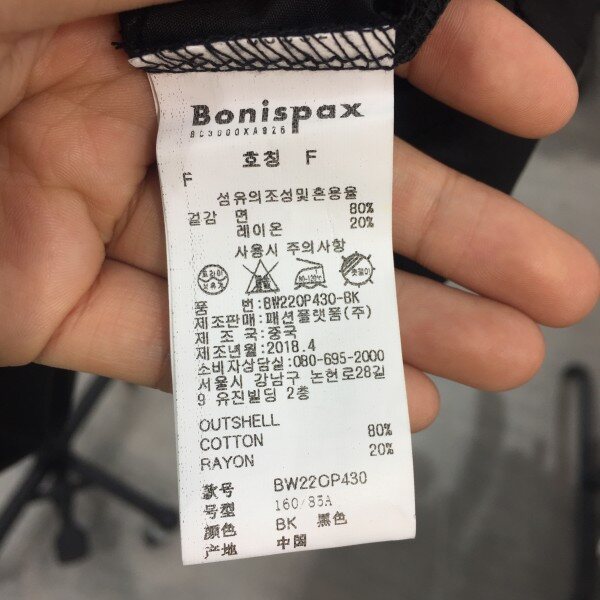 Bonispax
호칭 F
F
섬유의조성및혼용율
겉감 면 80%
레이온 20%
사용시 주의사항
품 번:BW22OP430-BK
제조판매:패션플랫폼(주)
제 조 국:중국
제조년월:2018.4
소비자상담실:080-695-2000
서울시 강남구 논현로28길
9 유진빌딩 2층
OUTSHELL
COTTON 80%
RAYON 20%
款号 BW22OP430
号型 160/83A
颜色 BK 黑色
产地 中国